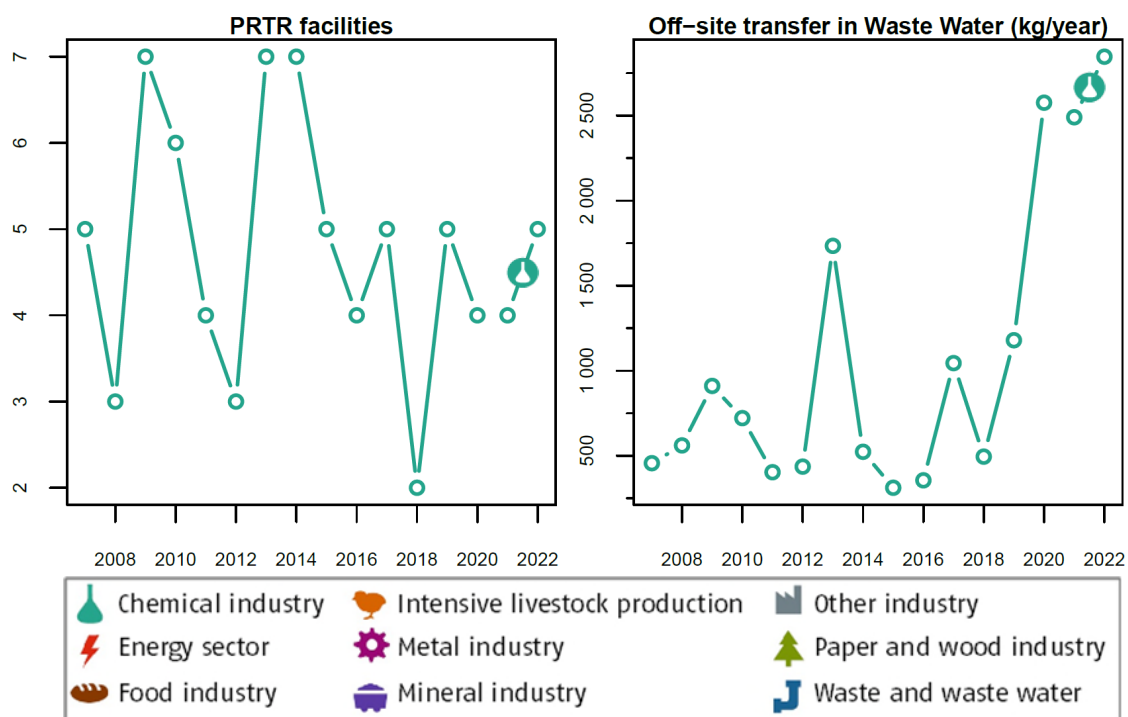 PRTR facilities
Off−site transfer in Waste Water (kg/year)
7
6
5
4
3
2
2 500
2 000
1 500
1 000
500
2008 2010 2012 2014 2016 2018 2020 2022
2008 2010 2012 2014 2016 2018 2020 2022
Chemical industry Intensive livestock production Other industry
Energy sector Metal industry Paper and wood industry
Food industry Mineral industry Waste and waste water